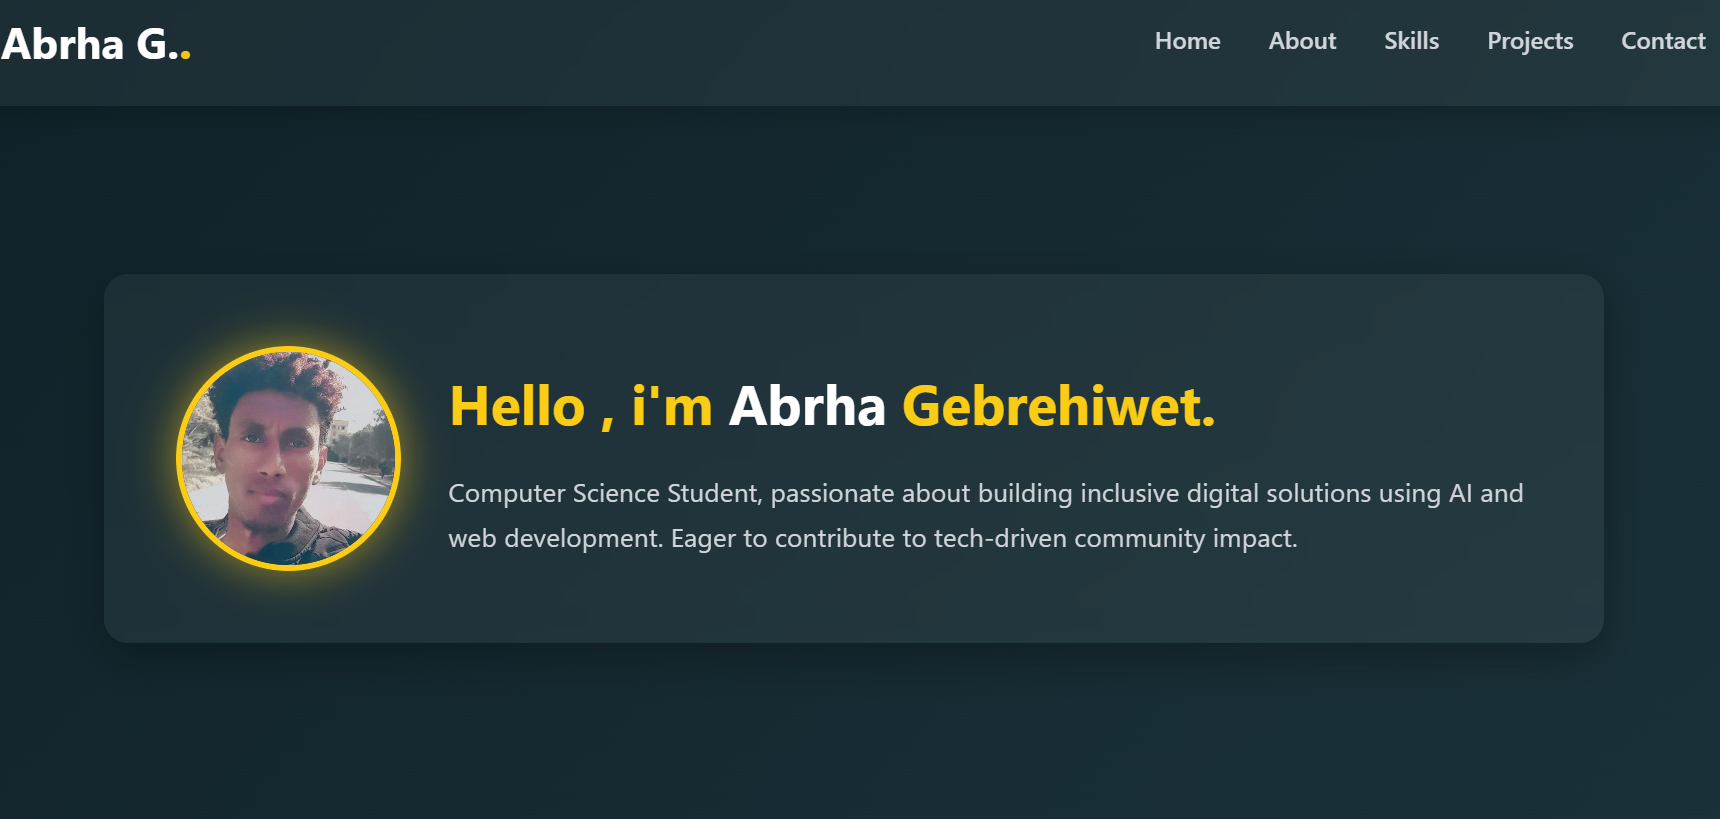 Abrha G..
Home About Skills Projects Contact
Hello , i'm Abrha Gebrehiwet.
Computer Science Student, passionate about building inclusive digital solutions using AI and
web development. Eager to contribute to tech-driven community impact.